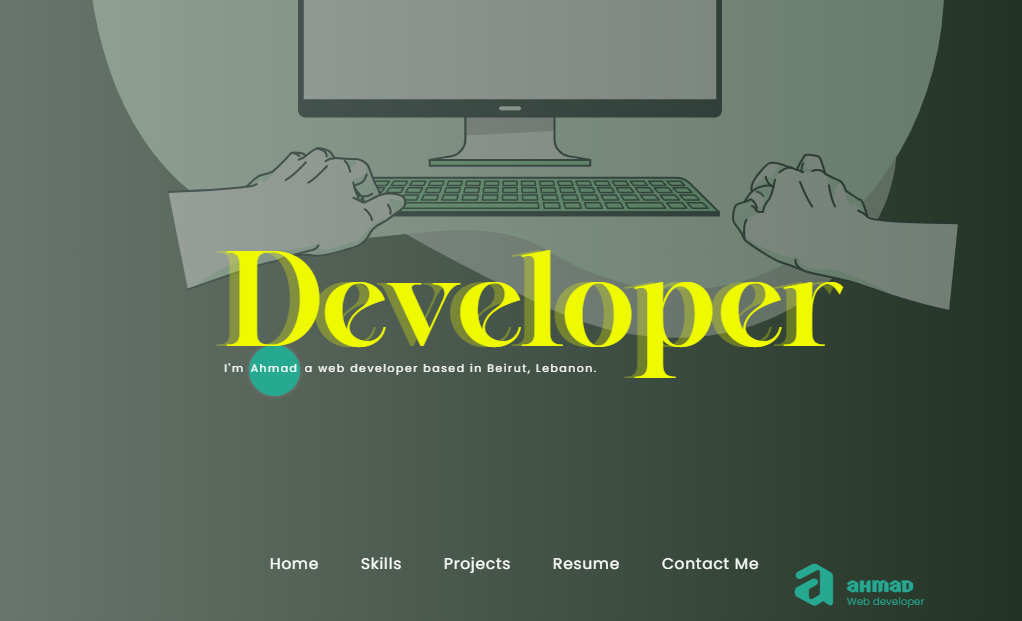 Developer
I'm Ahmad a web developer based in Beirut, Lebanon.
Home Skills Projects Resume Contact Me
aHmaD
Web developer